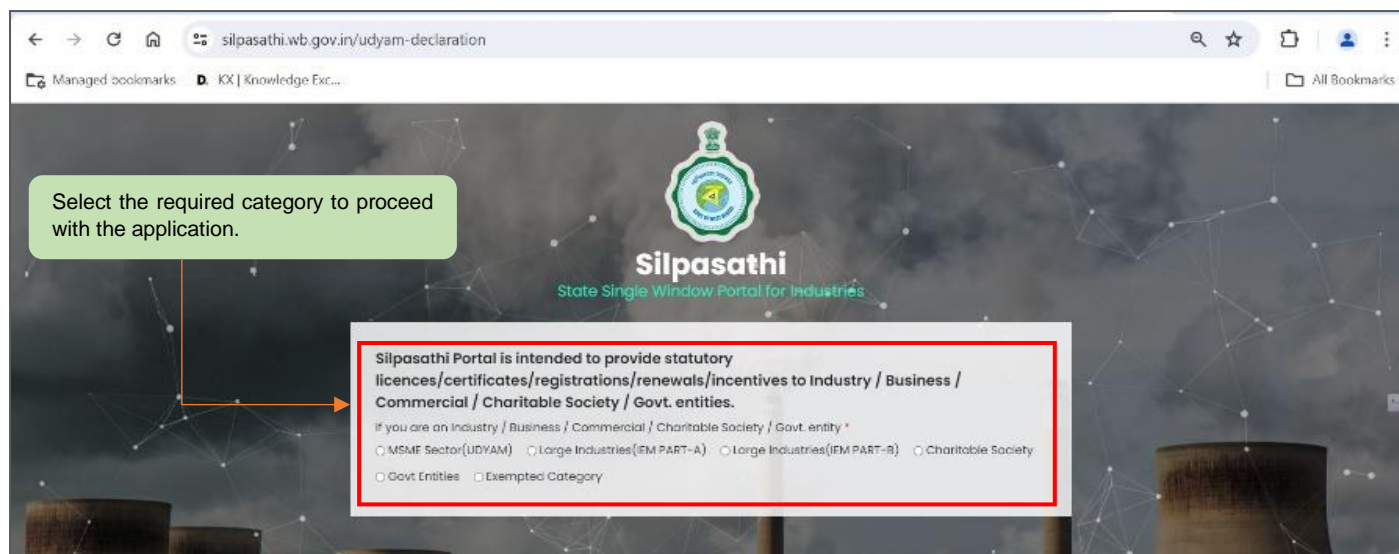 silpasathi.wb.gov.in/udyam-declaration
Managed bookmarks D. KX | Knowledge Exc... All Bookmarks
Select the required category to proceed
with the application.
Silpasathi
State Single Window Portal for Industries
Silpasathi Portal is intended to provide statutory
licences/certificates/registrations/renewals/incentives to Industry / Business /
Commercial / Charitable Society / Govt. entities.
If you are an Industry / Business / Commercial / Charitable Society / Govt. entity *
MSME Sector(UDYAM) Large Industries(IEM PART-A) Large Industries(IEM PART-B) Charitable Society
Govt Entities Exempted Category